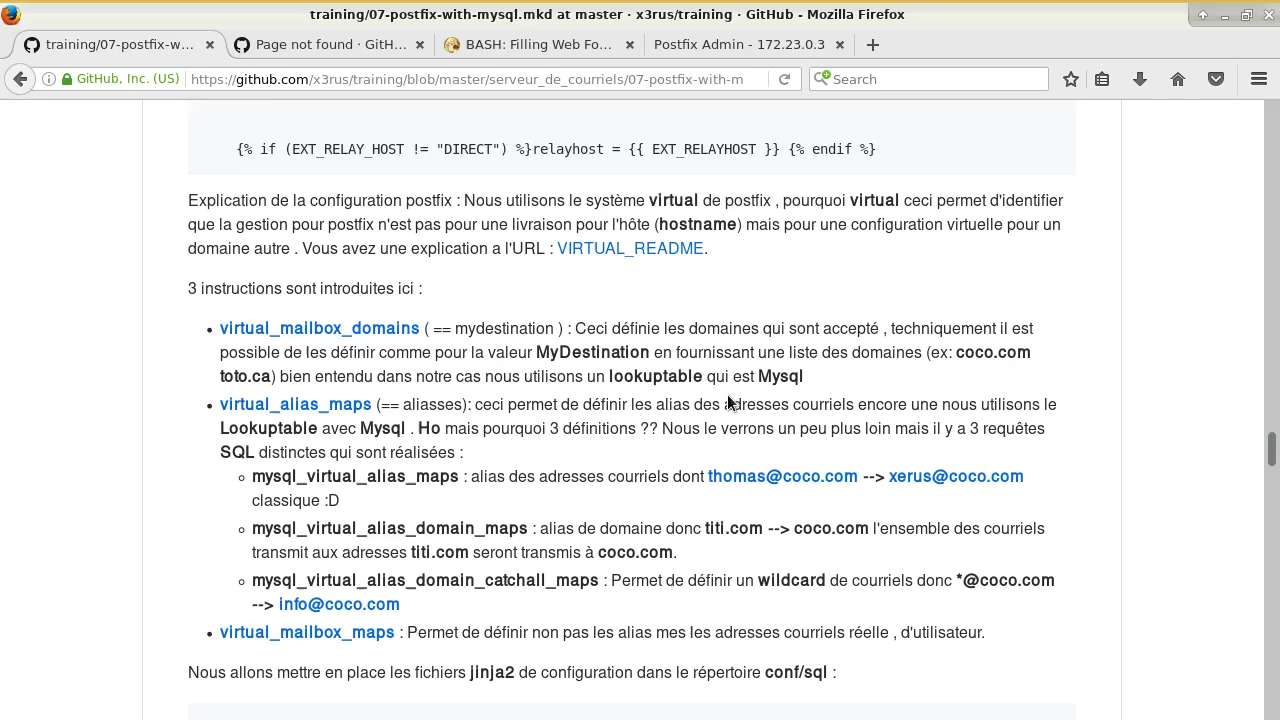 training/07-postfix-with-mysql.mkd at master · x3rus/training · GitHub - Mozilla Firefox
training/07-postfix-w... Page not found · GitH... BASH: Filling Web Fo... Postfix Admin - 172.23.0.3
GitHub, Inc. (US) https://github.com/x3rus/training/blob/master/serveur_de_courriels/07-postfix-with-m Search
{% if (EXT_RELAY_HOST != "DIRECT") %}relayhost = {{ EXT_RELAYHOST }} {% endif %}
Explication de la configuration postfix : Nous utilisons le système virtual de postfix , pourquoi virtual ceci permet d'identifier
que la gestion pour postfix n'est pas pour une livraison pour l'hôte (hostname) mais pour une configuration virtuelle pour un
domaine autre . Vous avez une explication a l'URL : VIRTUAL_README.
3 instructions sont introduites ici :
• virtual_mailbox_domains ( == mydestination ) : Ceci définie les domaines qui sont accepté , techniquement il est
possible de les définir comme pour la valeur MyDestination en fournissant une liste des domaines (ex: coco.com
toto.ca) bien entendu dans notre cas nous utilisons un lookuptable qui est Mysql
• virtual_alias_maps (== aliasses): ceci permet de définir les alias des adresses courriels encore une nous utilisons le
Lookuptable avec Mysql . Ho mais pourquoi 3 définitions ?? Nous le verrons un peu plus loin mais il y a 3 requêtes
SQL distinctes qui sont réalisées :
◦ mysql_virtual_alias_maps : alias des adresses courriels dont thomas@coco.com --> xerus@coco.com
classique :D
◦ mysql_virtual_alias_domain_maps : alias de domaine donc titi.com --> coco.com l'ensemble des courriels
transmit aux adresses titi.com seront transmis à coco.com.
◦ mysql_virtual_alias_domain_catchall_maps : Permet de définir un wildcard de courriels donc *@coco.com
--> info@coco.com
• virtual_mailbox_maps : Permet de définir non pas les alias mes les adresses courriels réelle , d'utilisateur.
Nous allons mettre en place les fichiers jinja2 de configuration dans le répertoire conf/sql :